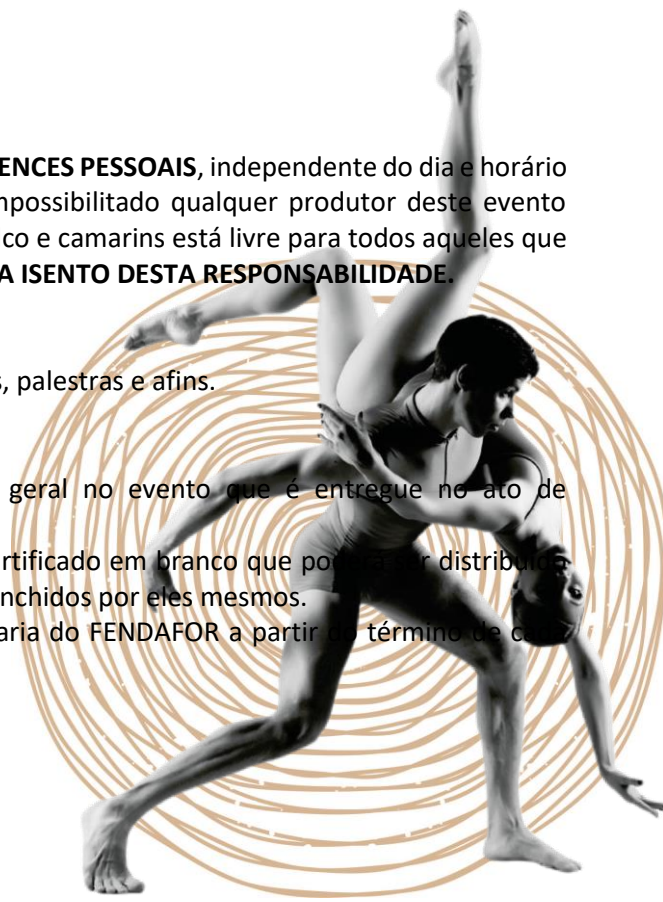 ENCES PESSOAIS, independente do dia e horário
mpossibilitado qualquer produtor deste evento
co e camarins está livre para todos aqueles que
A ISENTO DESTA RESPONSABILIDADE.
s, palestras e afins.
geral no evento que é entregue no ato de
rtificado em branco que poderá ser distribuído
nchidos por eles mesmos.
aria do FENDAFOR a partir do término de cada